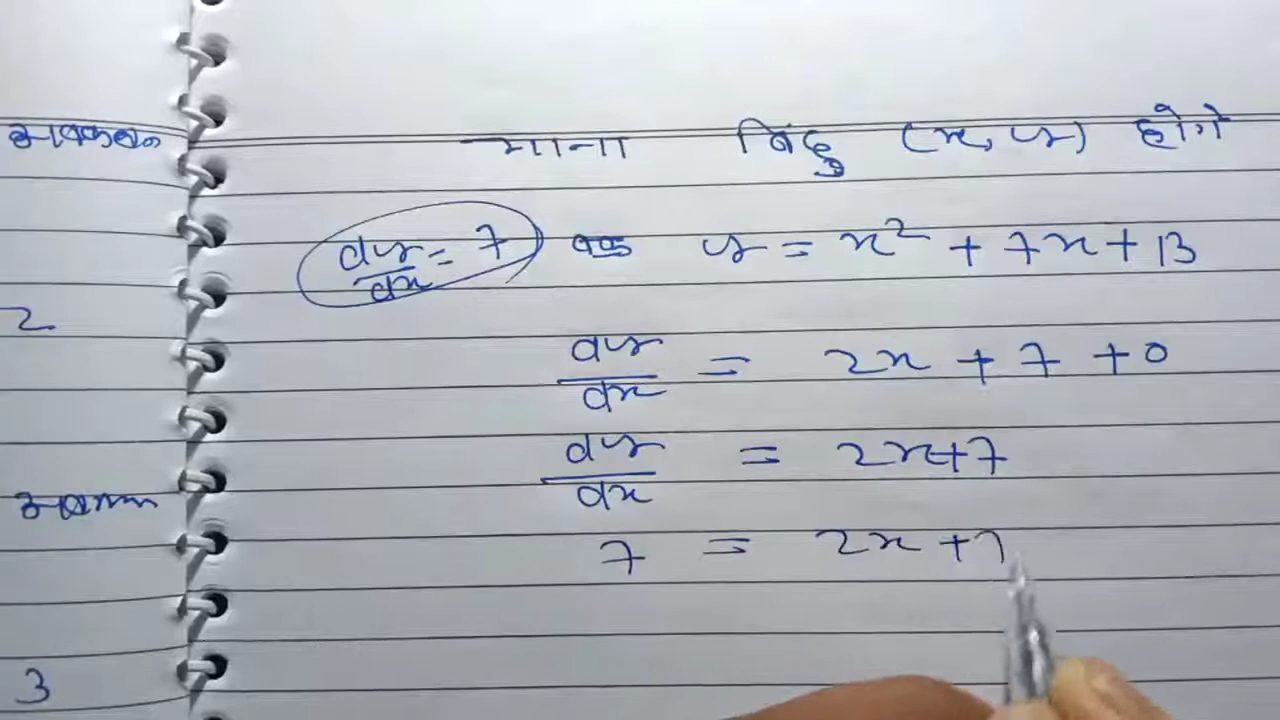 माना बिंदु (x, y) होगे
dy/dx = 7 y = x² + 7x + 13
dy/dx = 2x + 7 + 0
dy/dx = 2x + 7
7 = 2x + 7
2
3